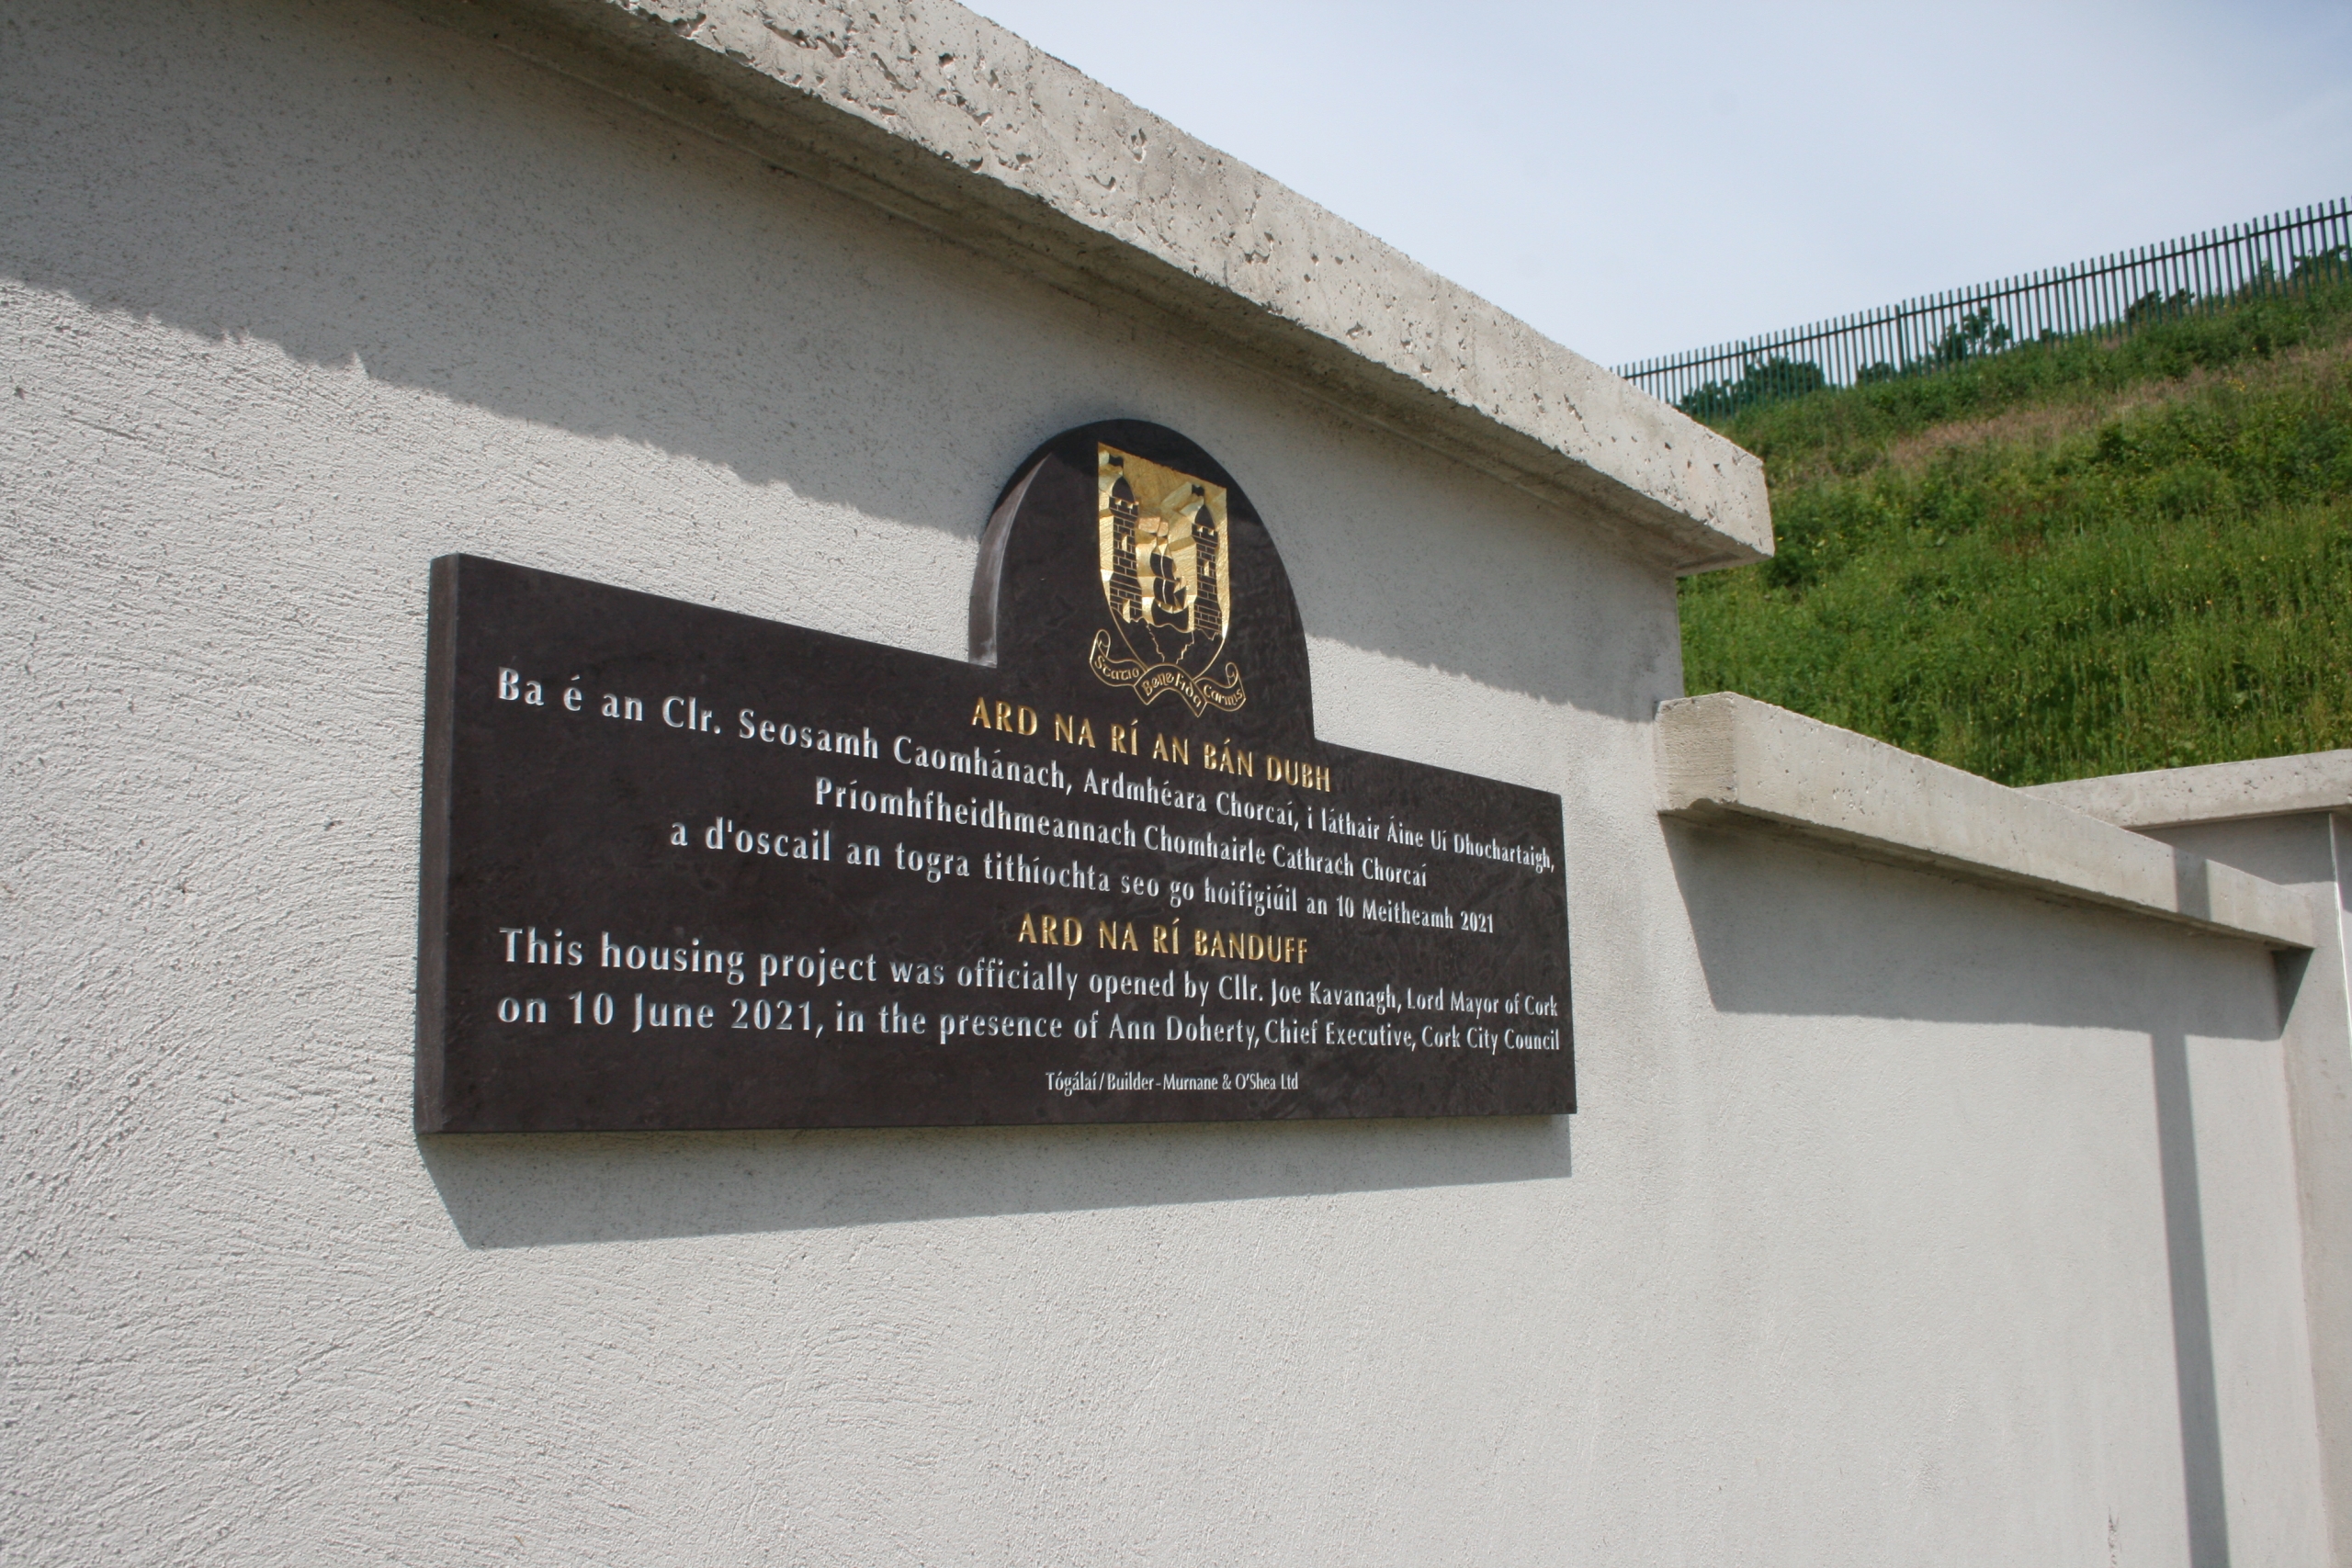 Statio Bene Fida Carinis
ARD NA RÍ AN BÁN DUBH
Ba é an Clr. Seosamh Caomhánach, Ardmhéara Chorcaí, i láthair Áine Uí Dhochartaigh,
Príomhfheidhmeannach Chomhairle Cathrach Chorcaí
a d'oscail an togra tithíochta seo go hoifigiúil an 10 Meitheamh 2021
ARD NA RÍ BANDUFF
This housing project was officially opened by Cllr. Joe Kavanagh, Lord Mayor of Cork
on 10 June 2021, in the presence of Ann Doherty, Chief Executive, Cork City Council
Tógálaí/Builder-Murnane & O'Shea Ltd